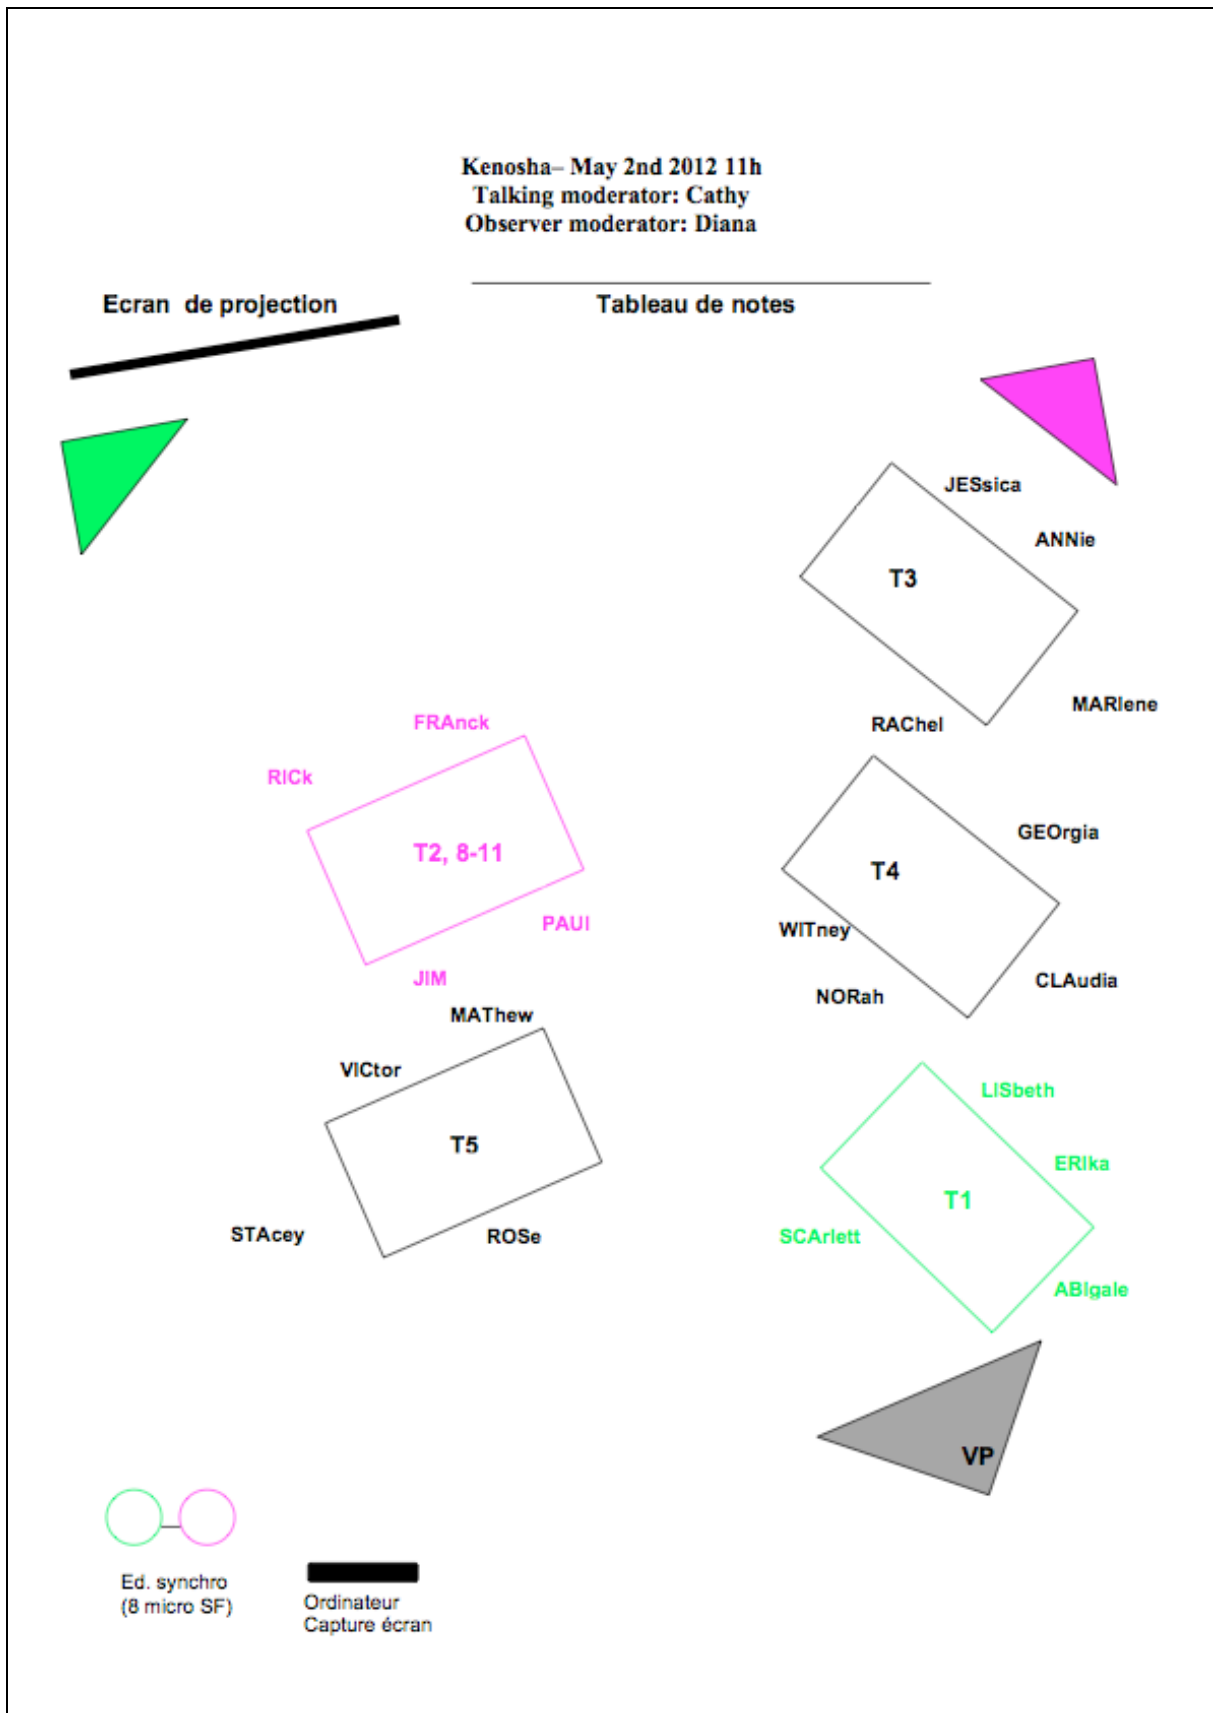 Kenosha– May 2nd 2012 11h
Talking moderator: Cathy
Observer moderator: Diana
Ecran de projection
Tableau de notes
JESsica
ANNie
T3
MARlene
RAChel
FRAnck
RICk
T2, 8-11
PAUl
JIM
GEOrgia
T4
WITney
CLAudia
NORah
MAThew
VICtor
T5
STAcey
ROSe
LISbeth
ERIka
T1
SCArlett
ABIgale
VP
Ed. synchro
(8 micro SF)
Ordinateur
Capture écran